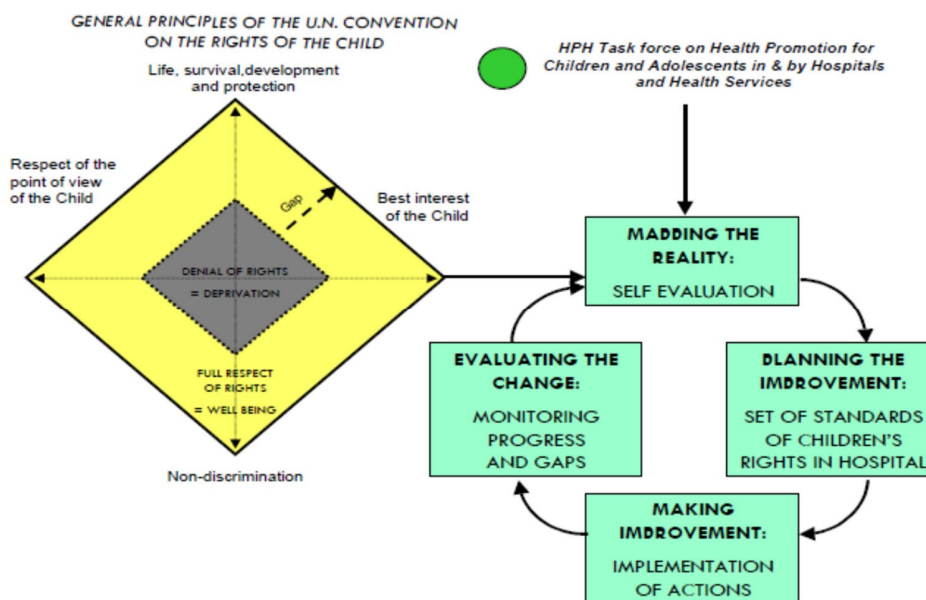 GENERAL PRINCIPLES OF THE U.N. CONVENTION
ON THE RIGHTS OF THE CHILD
Life, survival,development
and protection
Respect of the
point of view
of the Child
Gap
Best interest
of the Child
DENIAL OF RIGHTS
= DEPRIVATION
FULL RESPECT
OF RIGHTS
= WELL BEING
Non-discrimination
HPH Task force on Health Promotion for
Children and Adolescents in & by Hospitals
and Health Services
MADDING THE
REALITY:
SELF EVALUATION
DLANNING THE
IMDROVEMENT:
SET OF STANDARDS
OF CHILDREN'S
RIGHTS IN HOSPITAL
MAKING
IMDROVEMENT:
IMPLEMENTATION
OF ACTIONS
EVALUATING THE
CHANGE:
MONITORING
PROGRESS
AND GAPS